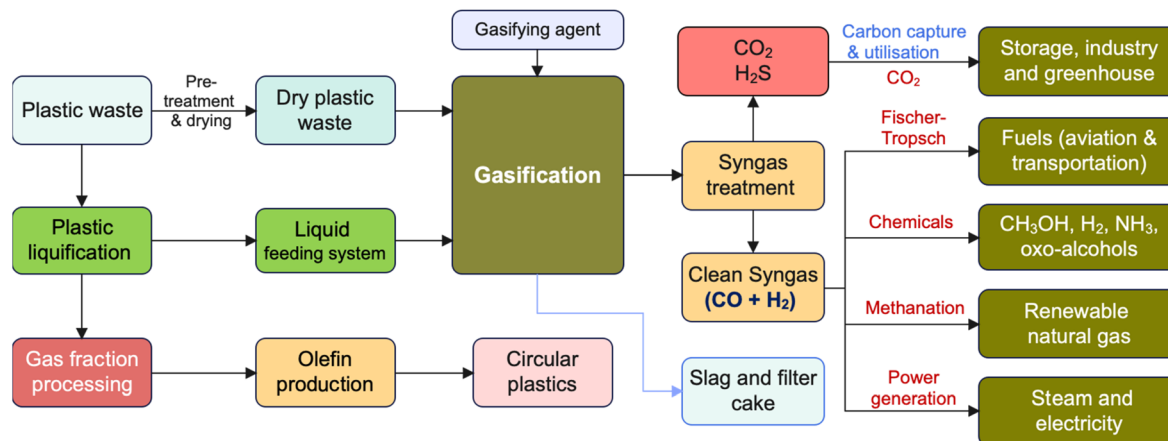 Gasifying agent
CO₂
H₂S
Carbon capture
& utilisation
CO₂
Storage, industry
and greenhouse
Plastic waste
Pre-
treatment
& drying
Dry plastic
waste
Gasification
Syngas
treatment
Fischer-
Tropsch
Fuels (aviation &
transportation)
Plastic
liquification
Liquid
feeding system
Clean Syngas
(CO + H₂)
Chemicals
CH₃OH, H₂, NH₃,
oxo-alcohols
Methanation
Renewable
natural gas
Gas fraction
processing
Olefin
production
Circular
plastics
Slag and filter
cake
Power
generation
Steam and
electricity